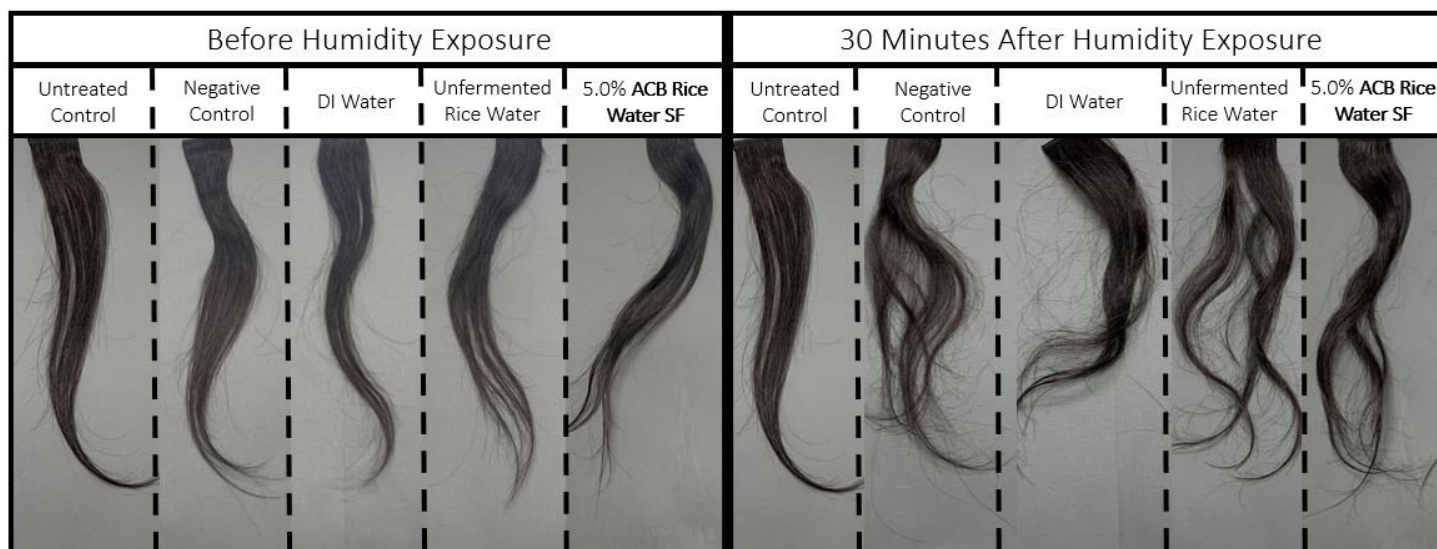 Before Humidity Exposure
Untreated
Control
Negative
Control
DI Water
Unfermented
Rice Water
5.0% ACB Rice
Water SF
30 Minutes After Humidity Exposure
Untreated
Control
Negative
Control
DI Water
Unfermented
Rice Water
5.0% ACB Rice
Water SF